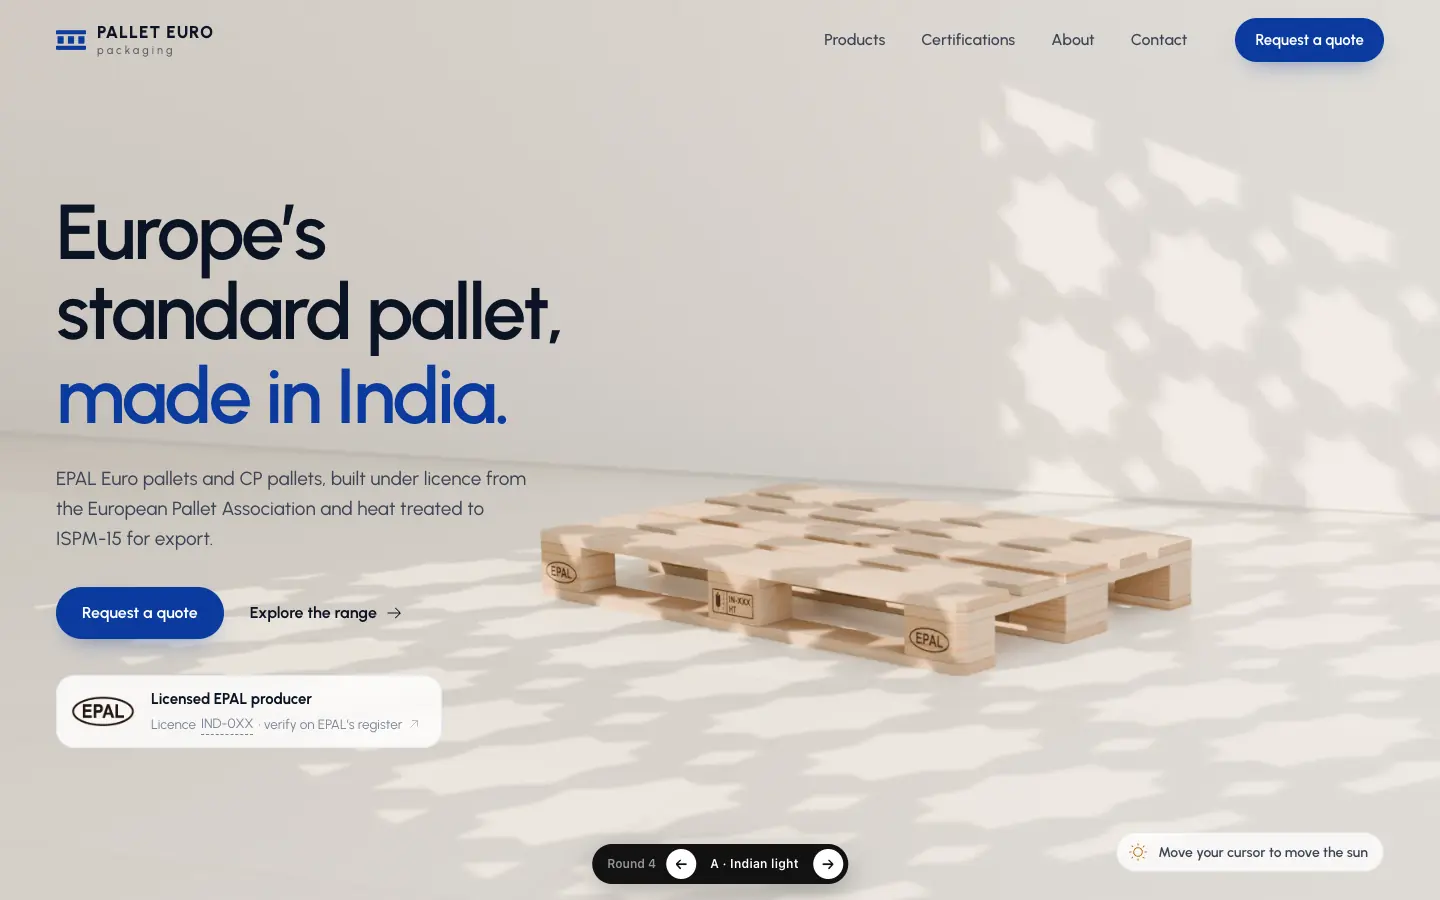 PALLET EURO
packaging
Products
Certifications
About
Contact
Request a quote
Europe's
standard pallet,
made in India.
EPAL Euro pallets and CP pallets, built under licence from
the European Pallet Association and heat treated to
ISPM-15 for export.
Request a quote
Explore the range →
EPAL
Licensed EPAL producer
Licence IND-0XX · verify on EPAL's register ↗
EPAL
IN-XXX
HT
EPAL
Round 4
←
A · Indian light
→
Move your cursor to move the sun